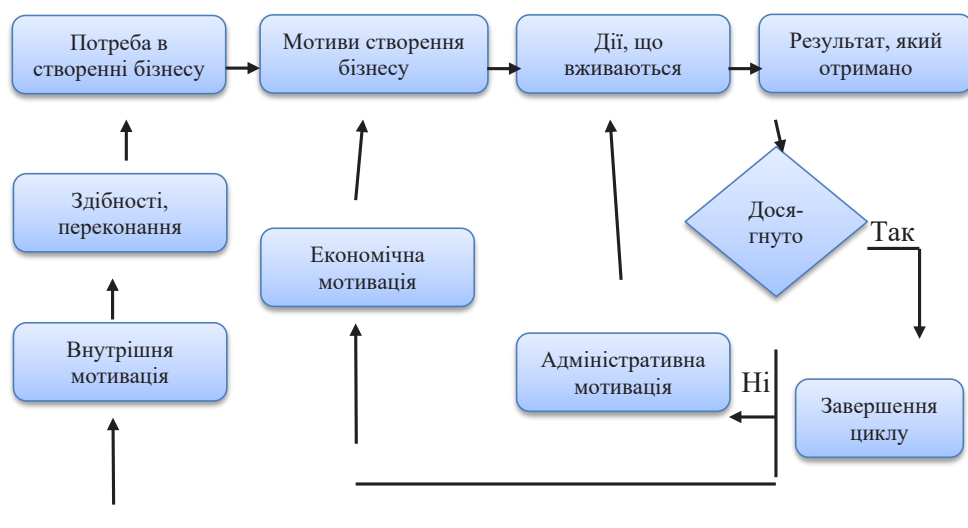 Потреба в
створенні бізнесу
Мотиви створення
бізнесу
Дії, що
вживаються
Результат, який
отримано
Здібності,
переконання
Економічна
мотивація
Дося-
гнуто
Так
Внутрішня
мотивація
Адміністративна
мотивація
Ні
Завершення
циклу